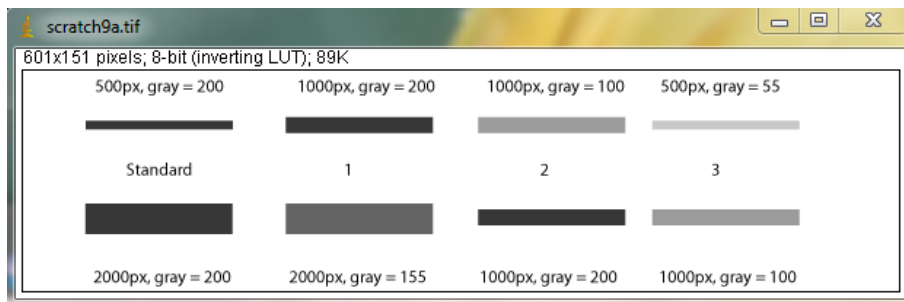 scratch9a.tif
601x151 pixels; 8-bit (inverting LUT); 89K
500px, gray = 200 1000px, gray = 200 1000px, gray = 100 500px, gray = 55
Standard 1 2 3
2000px, gray = 200 2000px, gray = 155 1000px, gray = 200 1000px, gray = 100